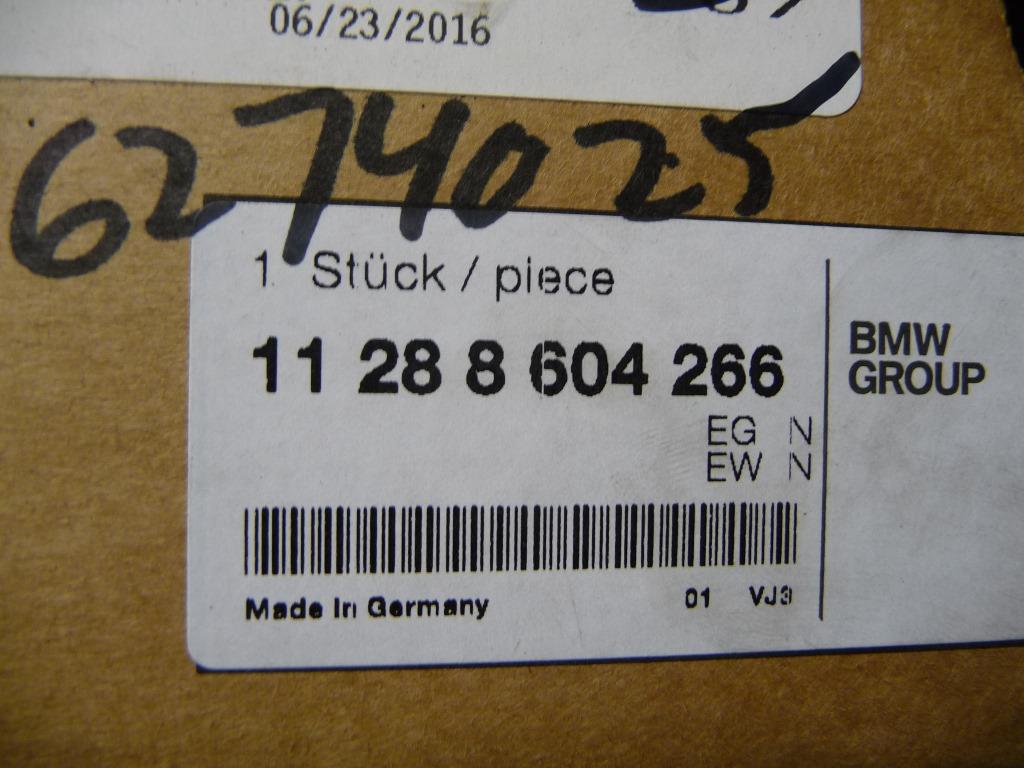 06/23/2016
6274025
1 Stück / piece
11 28 8 604 266
BMW
GROUP
EG N
EW N
Made In Germany 01 VJ3